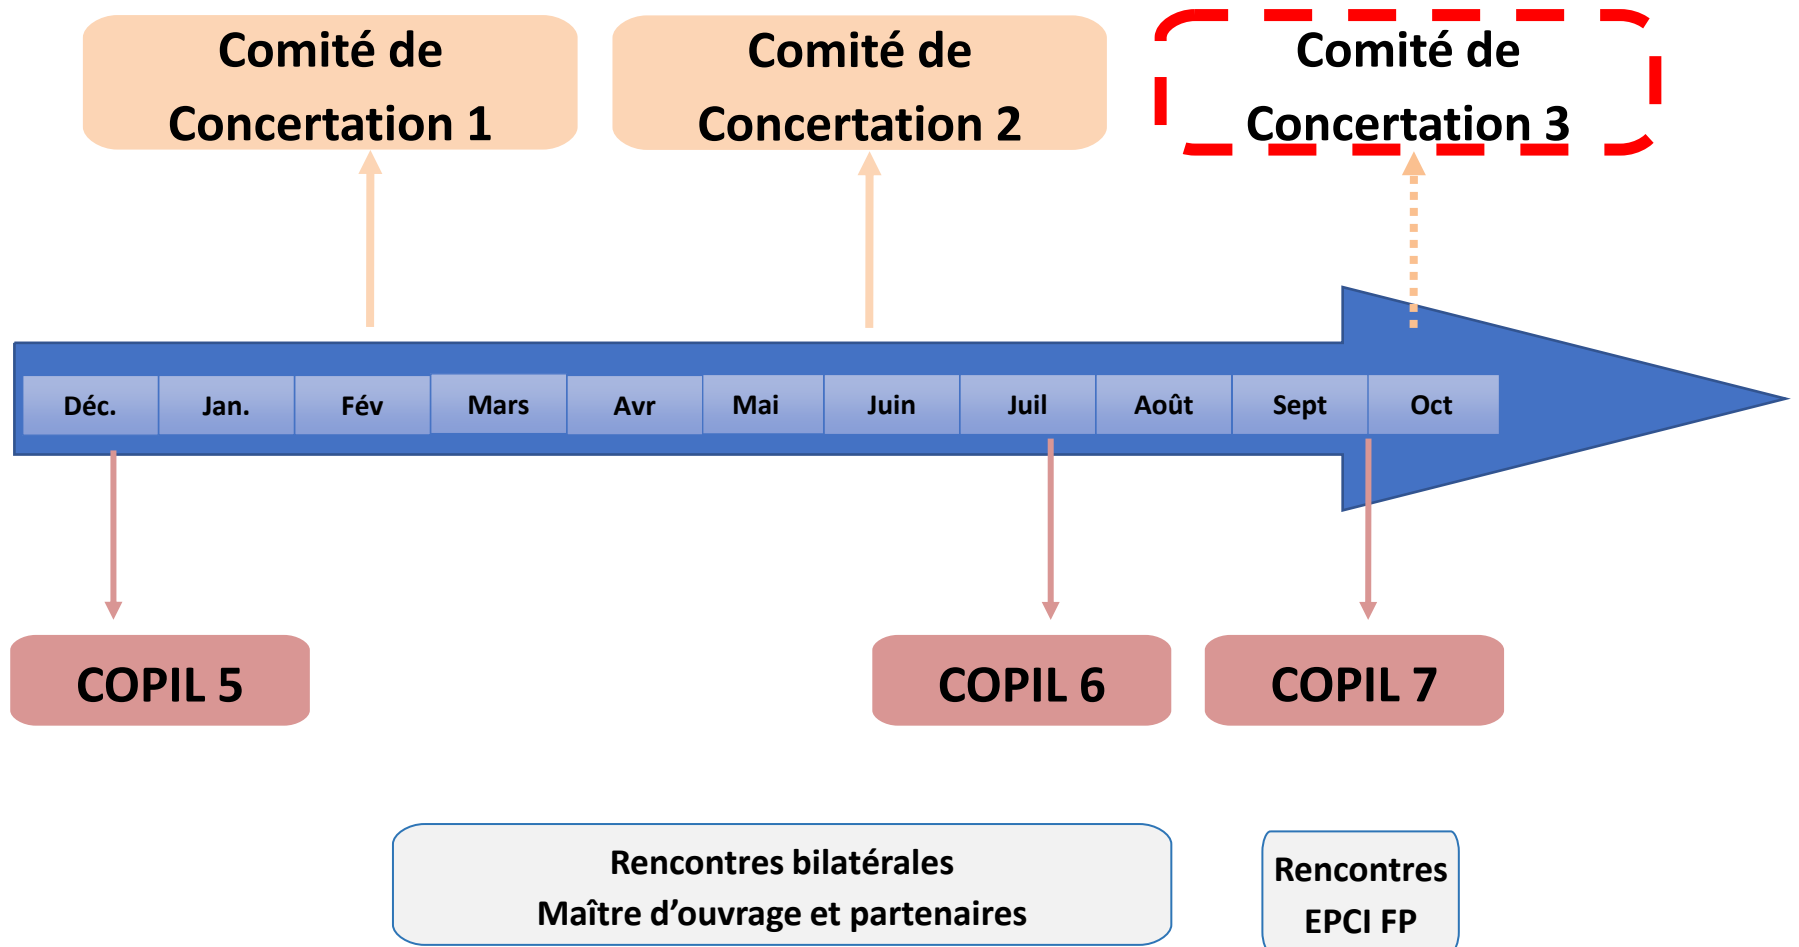 Comité de
Concertation 1
Comité de
Concertation 2
Comité de
Concertation 3
Déc.
Jan.
Fév
Mars
Avr
Mai
Juin
Juil
Août
Sept
Oct
COPIL 5
COPIL 6
COPIL 7
Rencontres bilatérales
Maître d’ouvrage et partenaires
Rencontres
EPCI FP